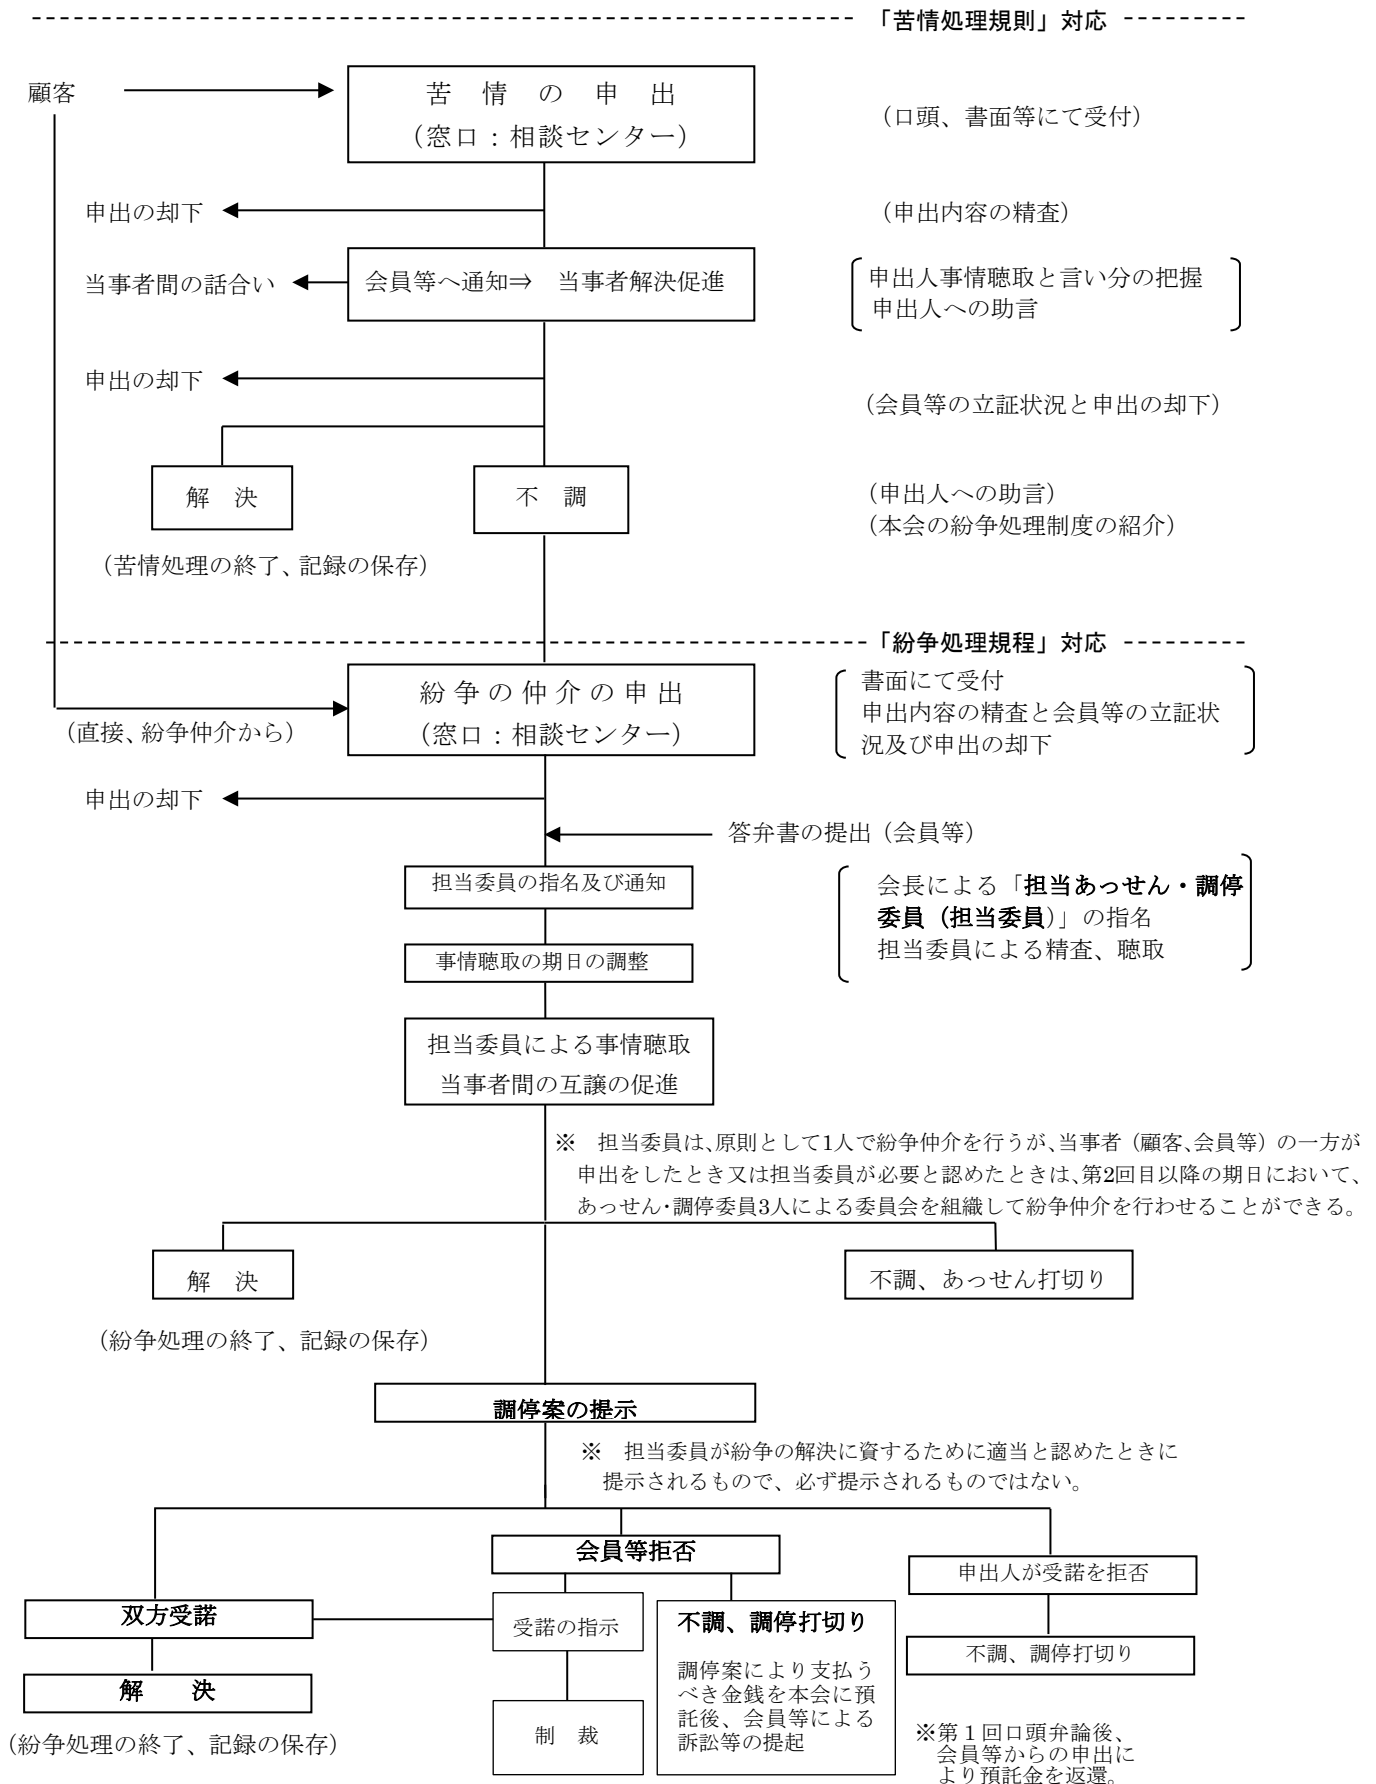 「苦情処理規則」対応
顧客
苦情の申出
（窓口：相談センター）
（口頭、書面等にて受付）
申出の却下
（申出内容の精査）
当事者間の話合い
会員等へ通知⇒　当事者解決促進
申出人事情聴取と言い分の把握
申出人への助言
申出の却下
（会員等の立証状況と申出の却下）
解　決
不　調
（申出人への助言）
（本会の紛争処理制度の紹介）
（苦情処理の終了、記録の保存）
「紛争処理規程」対応
紛争の仲介の申出
（窓口：相談センター）
書面にて受付
申出内容の精査と会員等の立証状
況及び申出の却下
（直接、紛争仲介から）
申出の却下
答弁書の提出（会員等）
担当委員の指名及び通知
会長による「担当あっせん・調停
委員（担当委員）」の指名
担当委員による精査、聴取
事情聴取の期日の調整
担当委員による事情聴取
当事者間の互譲の促進
※　担当委員は、原則として1人で紛争仲介を行うが、当事者（顧客、会員等）の一方が
申出をしたとき又は担当委員が必要と認めたときは、第2回目以降の期日において、
あっせん・調停委員3人による委員会を組織して紛争仲介を行わせることができる。
解　決
不調、あっせん打切り
（紛争処理の終了、記録の保存）
調停案の提示
※　担当委員が紛争の解決に資するために適当と認めたときに
提示されるもので、必ず提示されるものではない。
会員等拒否
申出人が受諾を拒否
双方受諾
受諾の指示
不調、調停打切り
調停案により支払う
べき金銭を本会に預
託後、会員等による
訴訟等の提起
不調、調停打切り
解　　決
制　裁
（紛争処理の終了、記録の保存）
※第１回口頭弁論後、
会員等からの申出に
より預託金を返還。